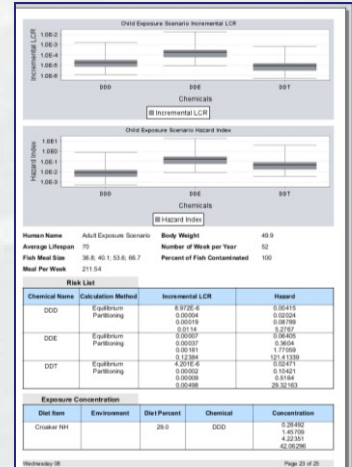 Child Exposure Scenario Incremental LCR
Incremental LCR
1.0E-2
1.0E-3
1.0E-4
1.0E-5
1.0E-6
DDD DDE DDT
Chemicals
Incremental LCR
Child Exposure Scenario Hazard Index
Hazard Index
1.0E1
1.0E0
1.0E-1
1.0E-2
1.0E-3
DDD DDE DDT
Chemicals
Hazard Index
Human Name Adult Exposure Scenario Body Weight 49.9
Average Lifespan 70 Number of Week per Year 52
Fish Meal Size 36.8; 40.1; 53.6; 66.7 Percent of Fish Contaminated 100
Meal Per Week 211.54
Risk List
Chemical Name Calculation Method Incremental LCR Hazard
DDD Equilibrium Partitioning 8.972E-6 0.00415
0.00004 0.02024
0.00019 0.08799
0.0114 5.2767
DDE Equilibrium Partitioning 0.00007 0.06405
0.00037 0.3604
0.00181 1.77059
0.12384 121.41339
DDT Equilibrium Partitioning 4.201E-6 0.02471
0.00002 0.10421
0.00009 0.5164
0.00498 29.32163
Exposure Concentration
Diet Item Environment Diet Percent Chemical Concentration
Croaker NH 29.0 DDD 0.28492
1.45709
4.22351
42.06296
Wednesday 08 Page 23 of 25